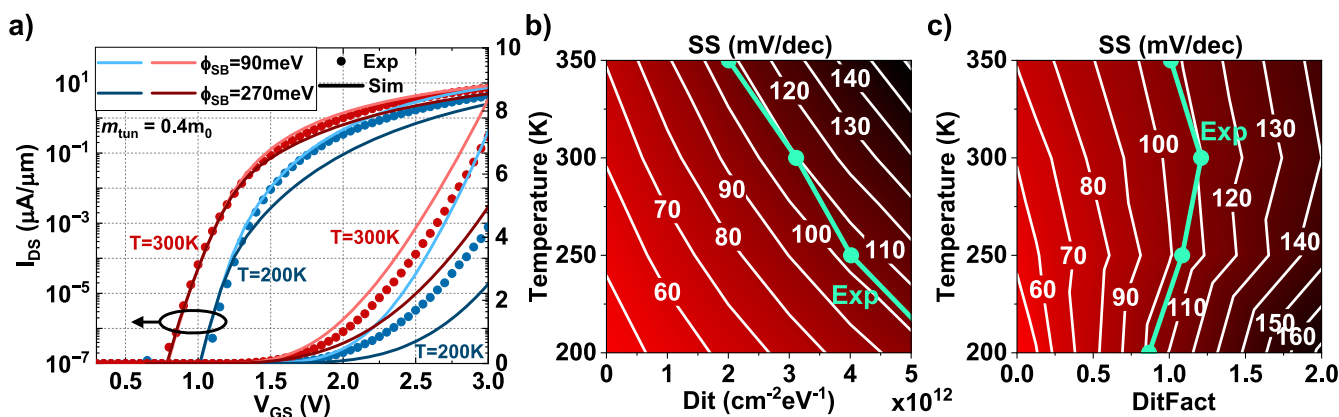 a)
ϕSB=90meV
ϕSB=270meV
Exp
Sim
mtun = 0.4m0
T=300K
T=200K
T=300K
T=200K
IDS (µA/µm)
10^1
10^-1
10^-3
10^-5
10^-7
10
8
6
5
4
2
0
0.5 1.0 1.5 2.0 2.5 3.0
VGS (V)
b)
SS (mV/dec)
Temperature (K)
350
300
250
200
140
120
130
90
100
70
80
110
60
Exp
0 1 2 3 4 5
Dit (cm^-2eV^-1)
x10^12
c)
SS (mV/dec)
Temperature (K)
350
300
250
200
Exp
100
130
80
120
70
60
90
110
140
150
160
0.0 0.5 1.0 1.5 2.0
DitFact